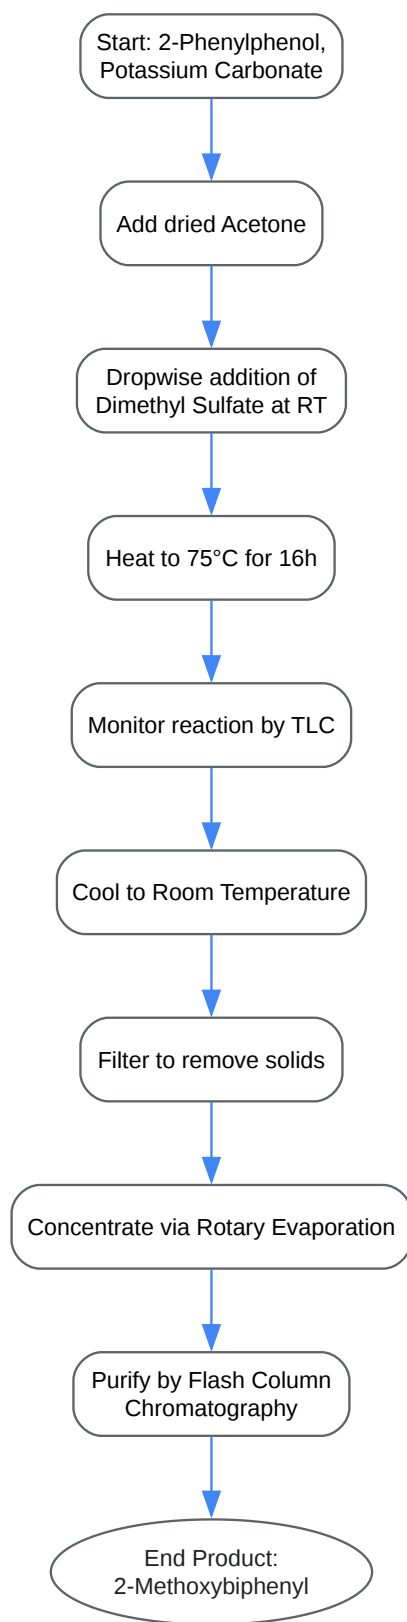 Start: 2-Phenylphenol,
Potassium Carbonate
Add dried Acetone
Dropwise addition of
Dimethyl Sulfate at RT
Heat to 75°C for 16h
Monitor reaction by TLC
Cool to Room Temperature
Filter to remove solids
Concentrate via Rotary Evaporation
Purify by Flash Column
Chromatography
End Product:
2-Methoxybiphenyl